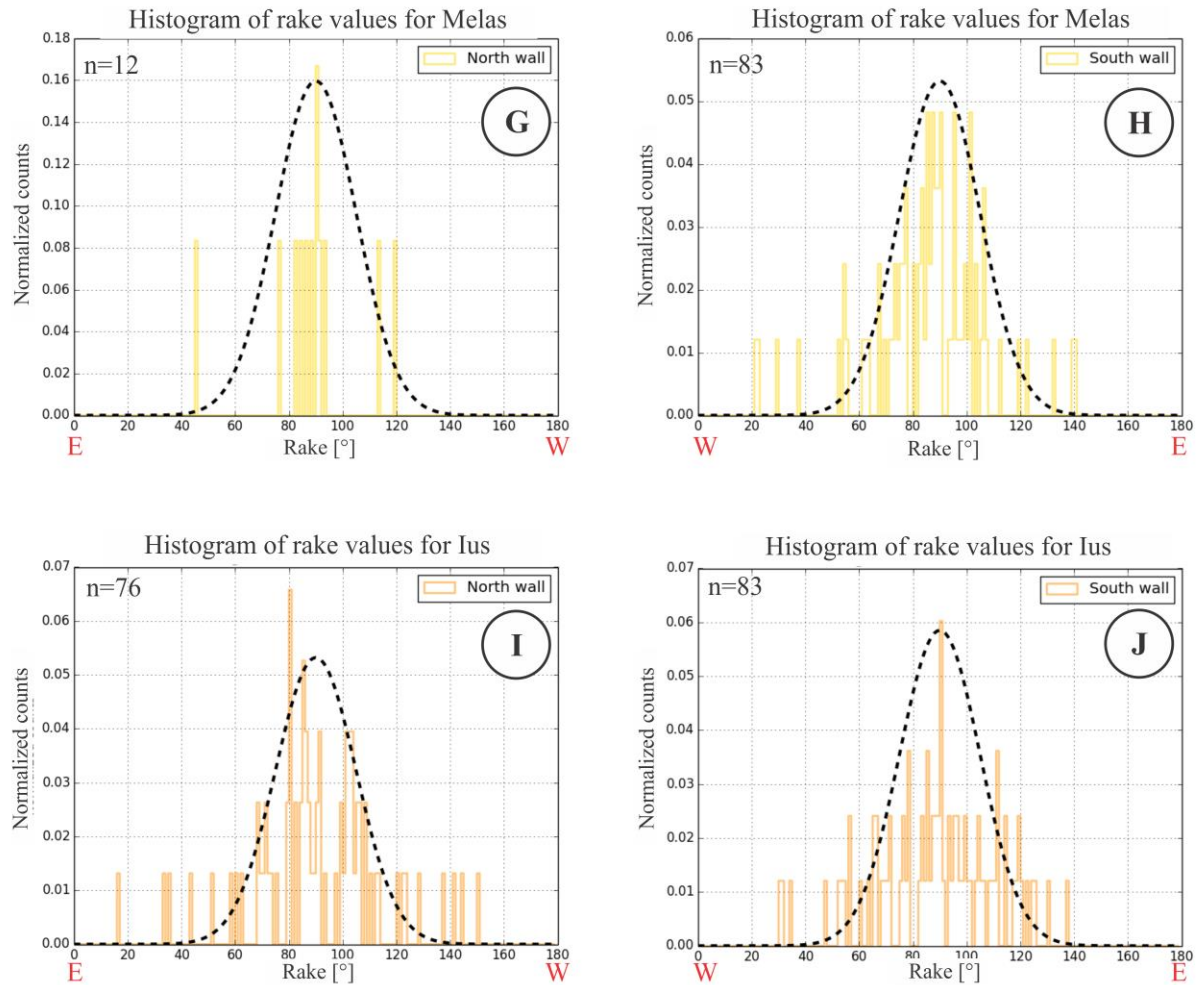 Histogram of rake values for Melas
n=12
North wall
G
Normalized counts
0.18
0.16
0.14
0.12
0.10
0.08
0.06
0.04
0.02
0.00
0 20 40 60 80 100 120 140 160 180
E Rake [°] W
Histogram of rake values for Melas
n=83
South wall
H
Normalized counts
0.06
0.05
0.04
0.03
0.02
0.01
0.00
0 20 40 60 80 100 120 140 160 180
W Rake [°] E
Histogram of rake values for Ius
n=76
North wall
I
Normalized counts
0.07
0.06
0.05
0.04
0.03
0.02
0.01
0.00
0 20 40 60 80 100 120 140 160 180
E Rake [°] W
Histogram of rake values for Ius
n=83
South wall
J
Normalized counts
0.07
0.06
0.05
0.04
0.03
0.02
0.01
0.00
0 20 40 60 80 100 120 140 160 180
W Rake [°] E